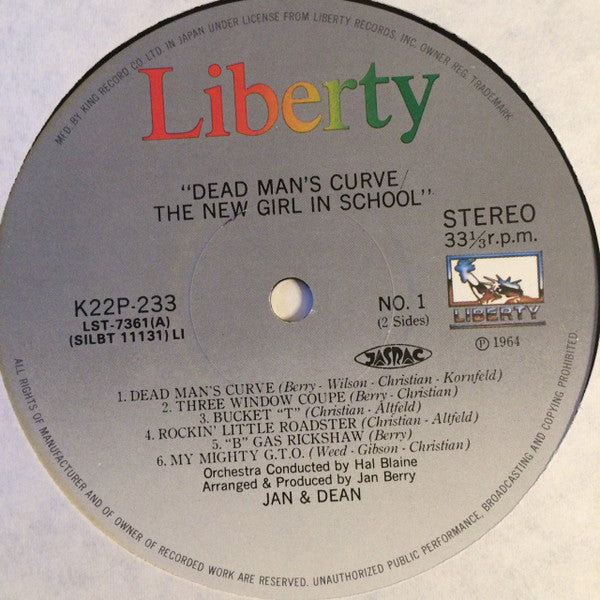 MF'D. BY KING RECORD CO. LTD. IN JAPAN UNDER LICENSE FROM LIBERTY RECORDS, INC. OWNER REG. TRADEMARK
Liberty
"DEAD MAN'S CURVE/
THE NEW GIRL IN SCHOOL"
STEREO
33⅓r.p.m.
K22P-233
LST-7361(A)
(SILBT 11131) LI
NO. 1
(2 Sides)
LIBERTY
Ⓟ 1964
JASRAC
1. DEAD MAN'S CURVE (Berry - Wilson - Christian - Kornfeld)
2. THREE WINDOW COUPE (Berry - Christian)
3. BUCKET "T" (Christian - Altfeld)
4. ROCKIN' LITTLE ROADSTER (Christian - Altfeld)
5. "B" GAS RICKSHAW (Berry)
6. MY MIGHTY G.T.O. (Weed - Gibson - Christian)
Orchestra Conducted by Hal Blaine
Arranged & Produced by Jan Berry
JAN & DEAN
ALL RIGHTS OF MANUFACTURER AND OF OWNER OF RECORDED WORK ARE RESERVED. UNAUTHORIZED PUBLIC PERFORMANCE, BROADCASTING AND COPYING PROHIBITED.